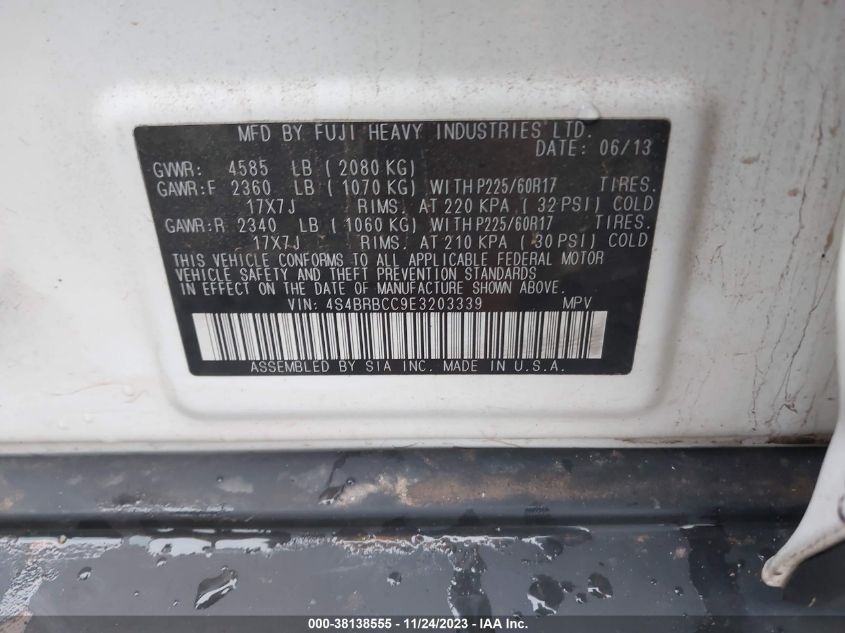 MFD BY FUJI HEAVY INDUSTRIES LTD.
DATE: 06/13
GVWR: 4585 LB ( 2080 KG)
GAWR:F 2360 LB ( 1070 KG) WITH P225/60R17 TIRES.
17X7J RIMS. AT 220 KPA ( 32 PSI) COLD
GAWR:R 2340 LB ( 1060 KG) WITH P225/60R17 TIRES.
17X7J RIMS. AT 210 KPA ( 30 PSI) COLD
THIS VEHICLE CONFORMS TO ALL APPLICABLE FEDERAL MOTOR
VEHICLE SAFETY AND THEFT PREVENTION STANDARDS
IN EFFECT ON THE DATE OF MANUFACTURE SHOWN ABOVE.
VIN: 4S4BRBCC9E3203339 MPV
ASSEMBLED BY SIA INC. MADE IN U.S.A.
000-38138555 - 11/24/2023 - IAA Inc.